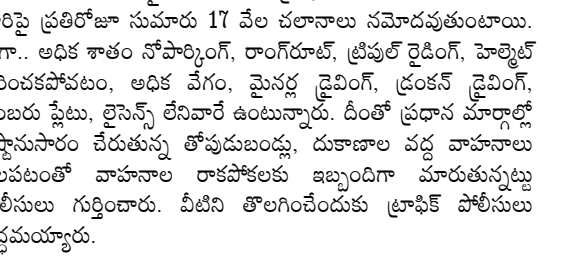 రిపై ప్రతిరోజూ సుమారు 17 వేల చలానాలు నమోదవుతుంటాయి.
గా.. అధిక శాతం నోపార్కింగ్, రాంగ్‌రూట్, ట్రిపుల్ రైడింగ్, హెల్మెట్
రించకపోవటం, అధిక వేగం, మైనర్ల డ్రైవింగ్, డ్రంకన్ డ్రైవింగ్,
ంబరు ప్లేటు, లైసెన్స్ లేనివారే ఉంటున్నారు. దీంతో ప్రధాన మార్గాల్లో
ష్టానుసారం చేరుతున్న తోపుడుబండ్లు, దుకాణాల వద్ద వాహనాలు
లపటంతో వాహనాల రాకపోకలకు ఇబ్బందిగా మారుతున్నట్టు
లీసులు గుర్తించారు. వీటిని తొలగించేందుకు ట్రాఫిక్ పోలీసులు
ద్ధమయ్యారు.